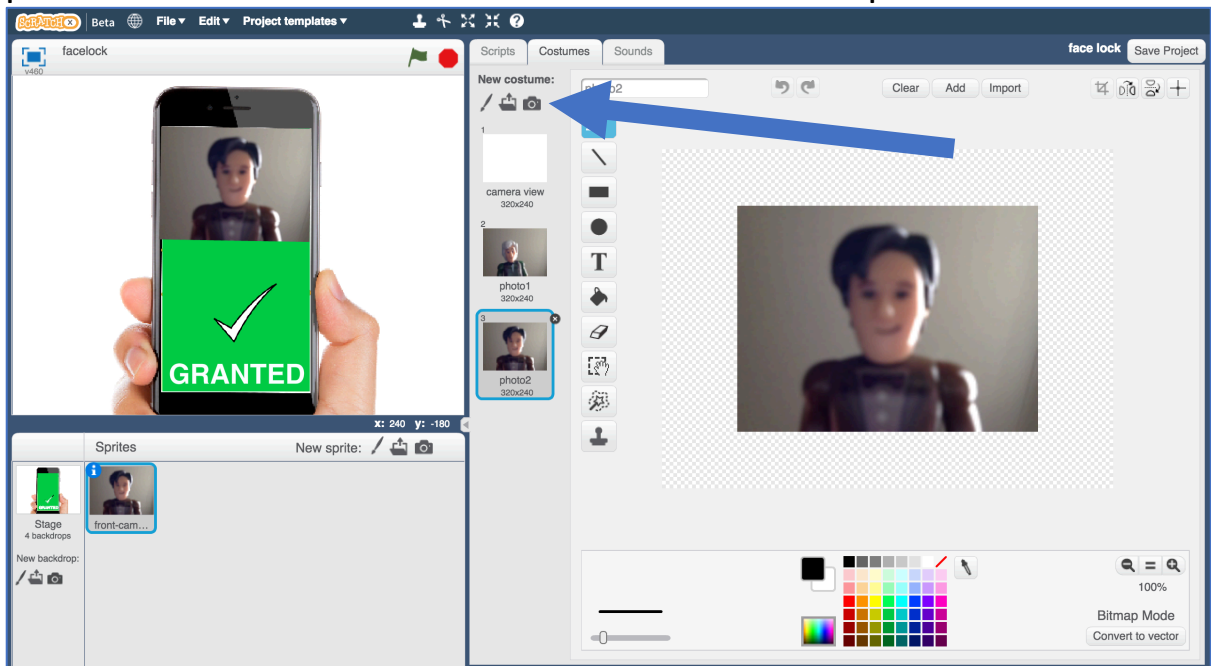 SCRATCHX Beta File▼ Edit▼ Project templates▼
facelock
v460
GRANTED
x: 240 y: -180
Sprites New sprite:
Stage
4 backdrops
New backdrop:
front-cam...
Scripts Costumes Sounds
face lock Save Project
New costume:
Clear Add Import
1
camera view
320x240
2
photo1
320x240
3
photo2
320x240
T
100%
Bitmap Mode
Convert to vector